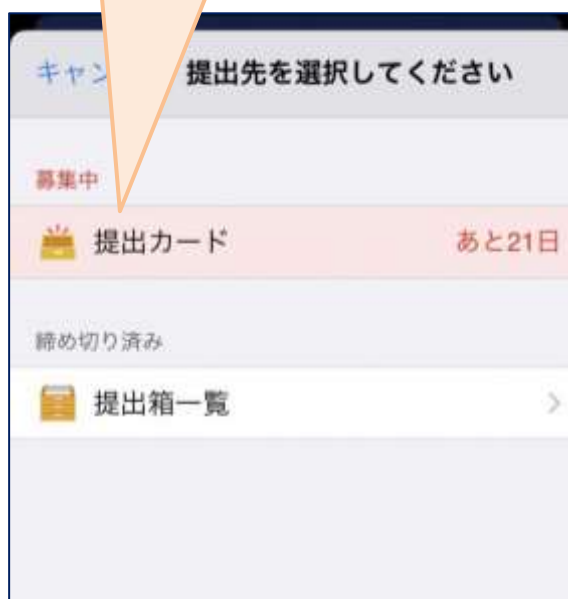 キャン
提出先を選択してください
募集中
提出カード
あと21日
締め切り済み
提出箱一覧